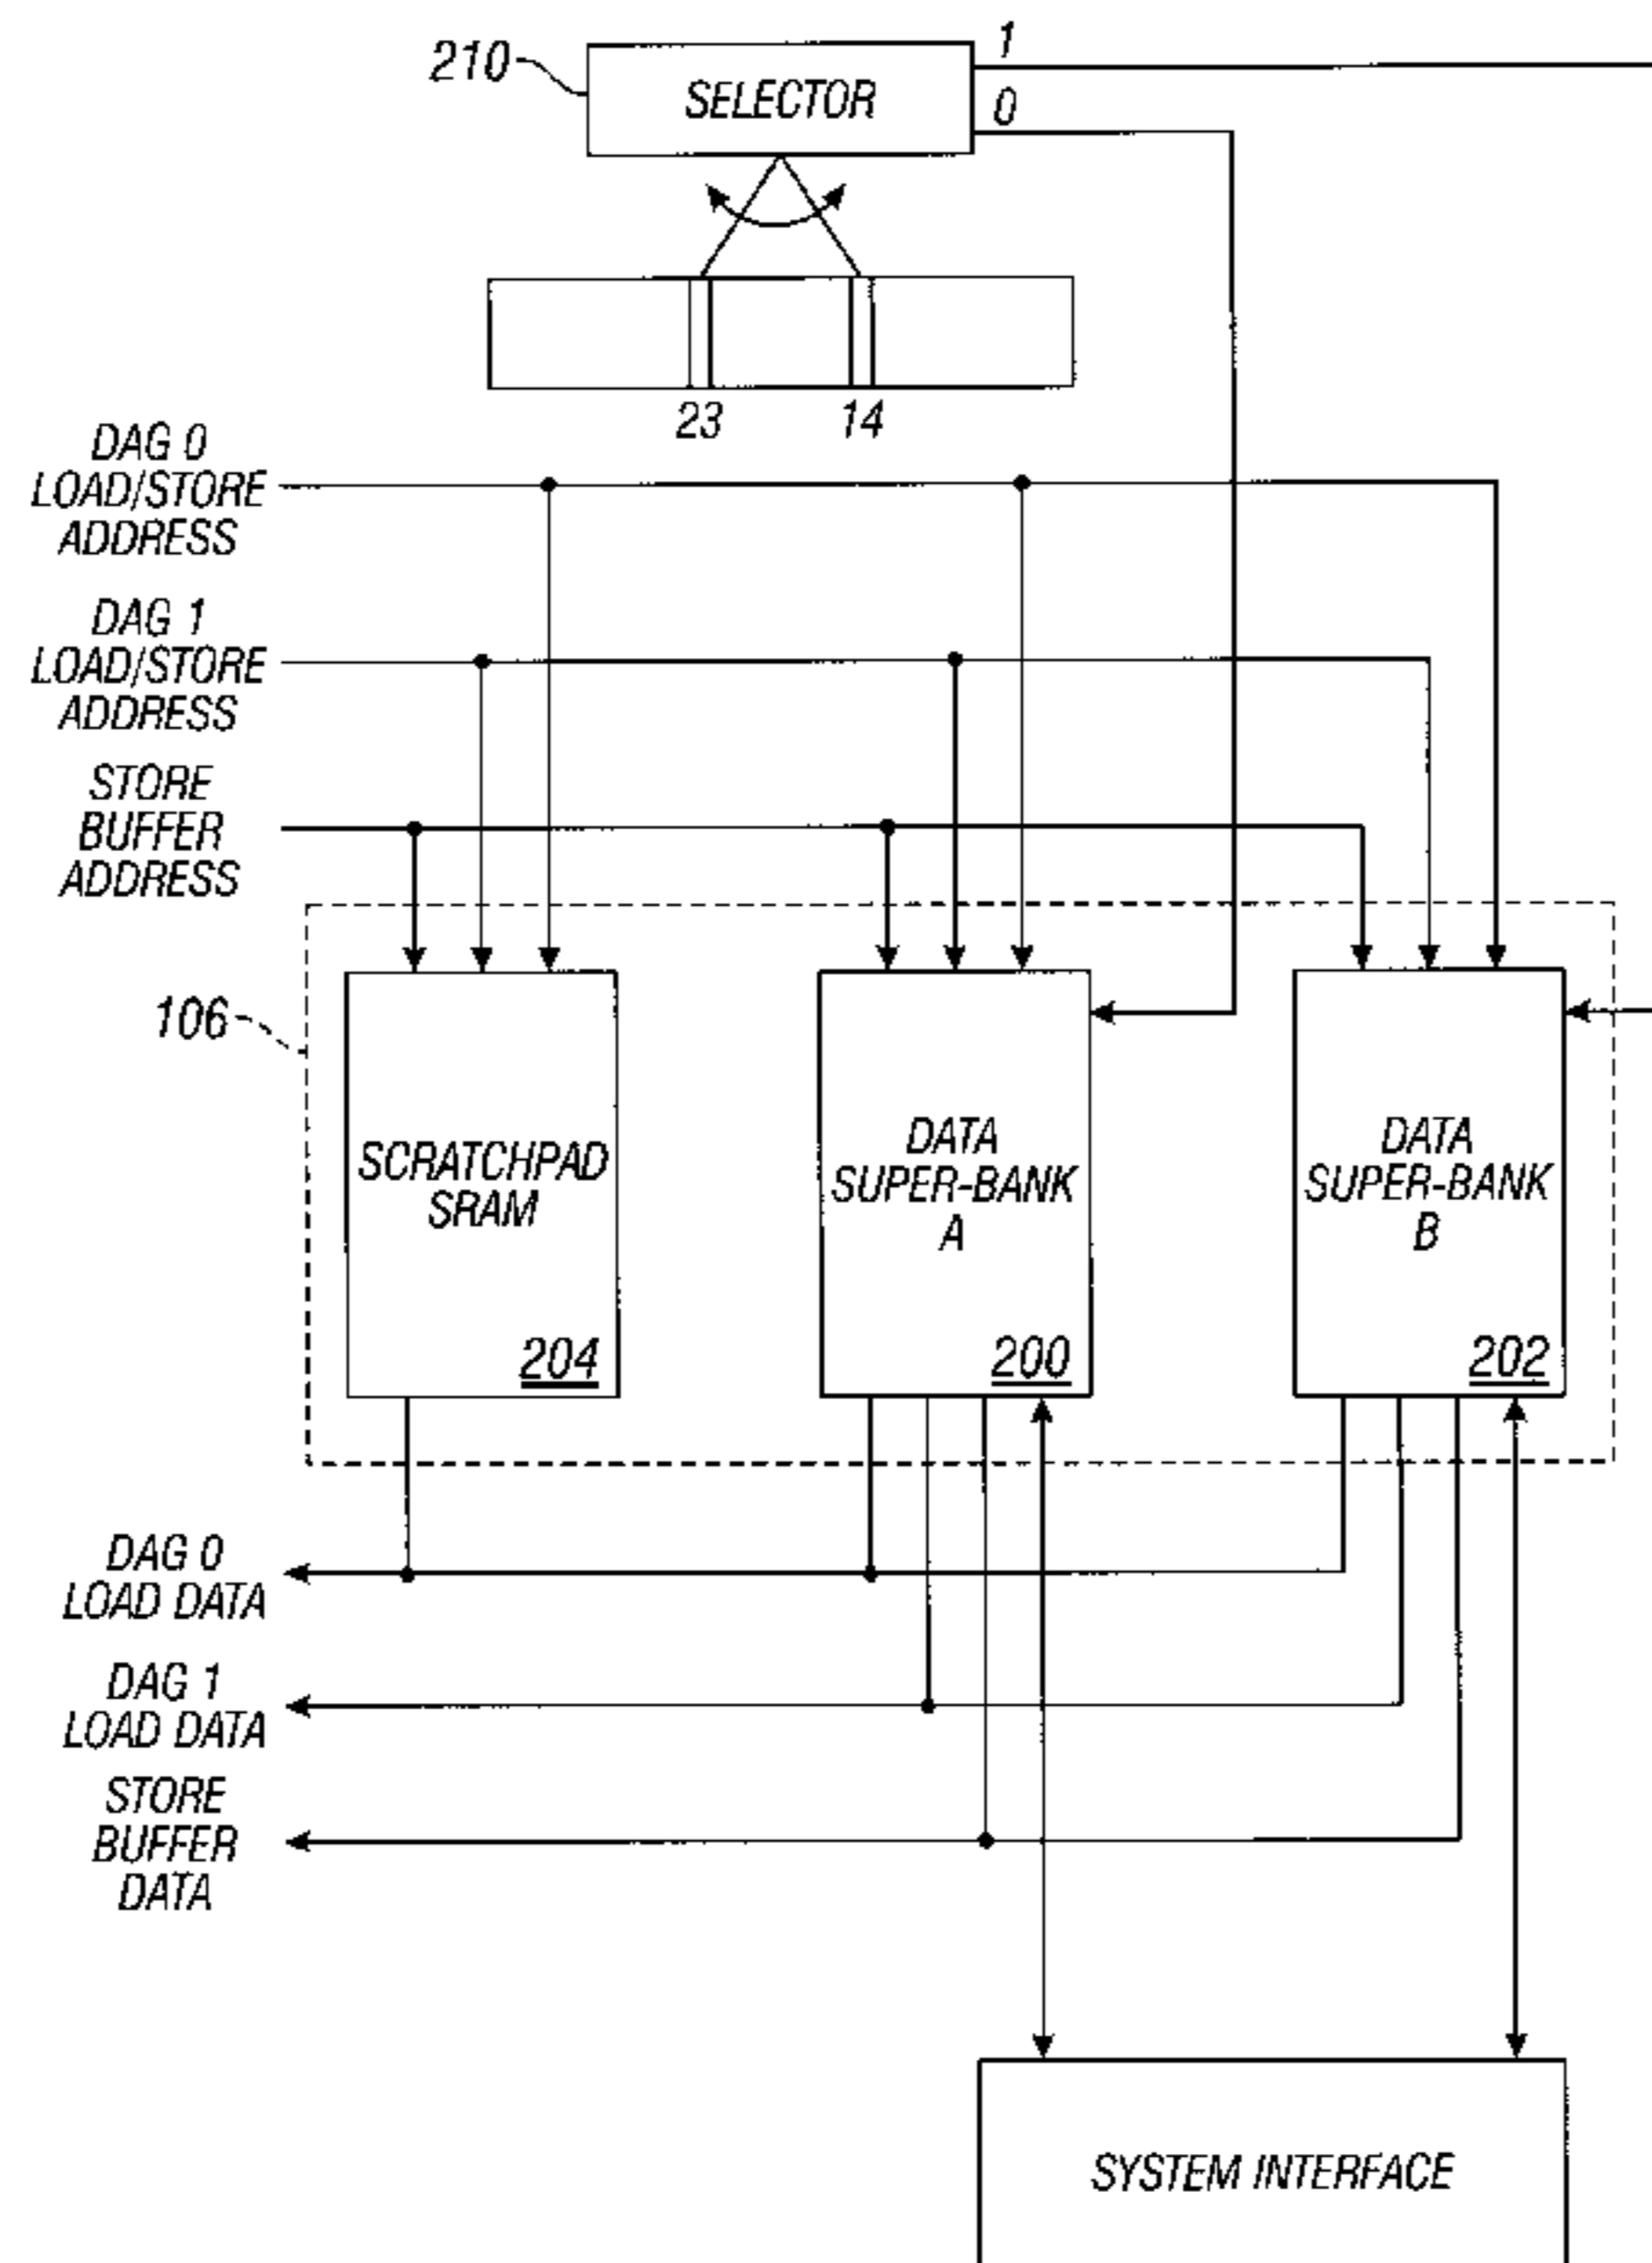 1
210
SELECTOR
0
23
14
DAG 0
LOAD/STORE
ADDRESS
DAG 1
LOAD/STORE
ADDRESS
STORE
BUFFER
ADDRESS
106
SCRATCHPAD
SRAM
204
DATA
SUPER-BANK
A
200
DATA
SUPER-BANK
B
202
DAG 0
LOAD DATA
DAG 1
LOAD DATA
STORE
BUFFER
DATA
SYSTEM INTERFACE